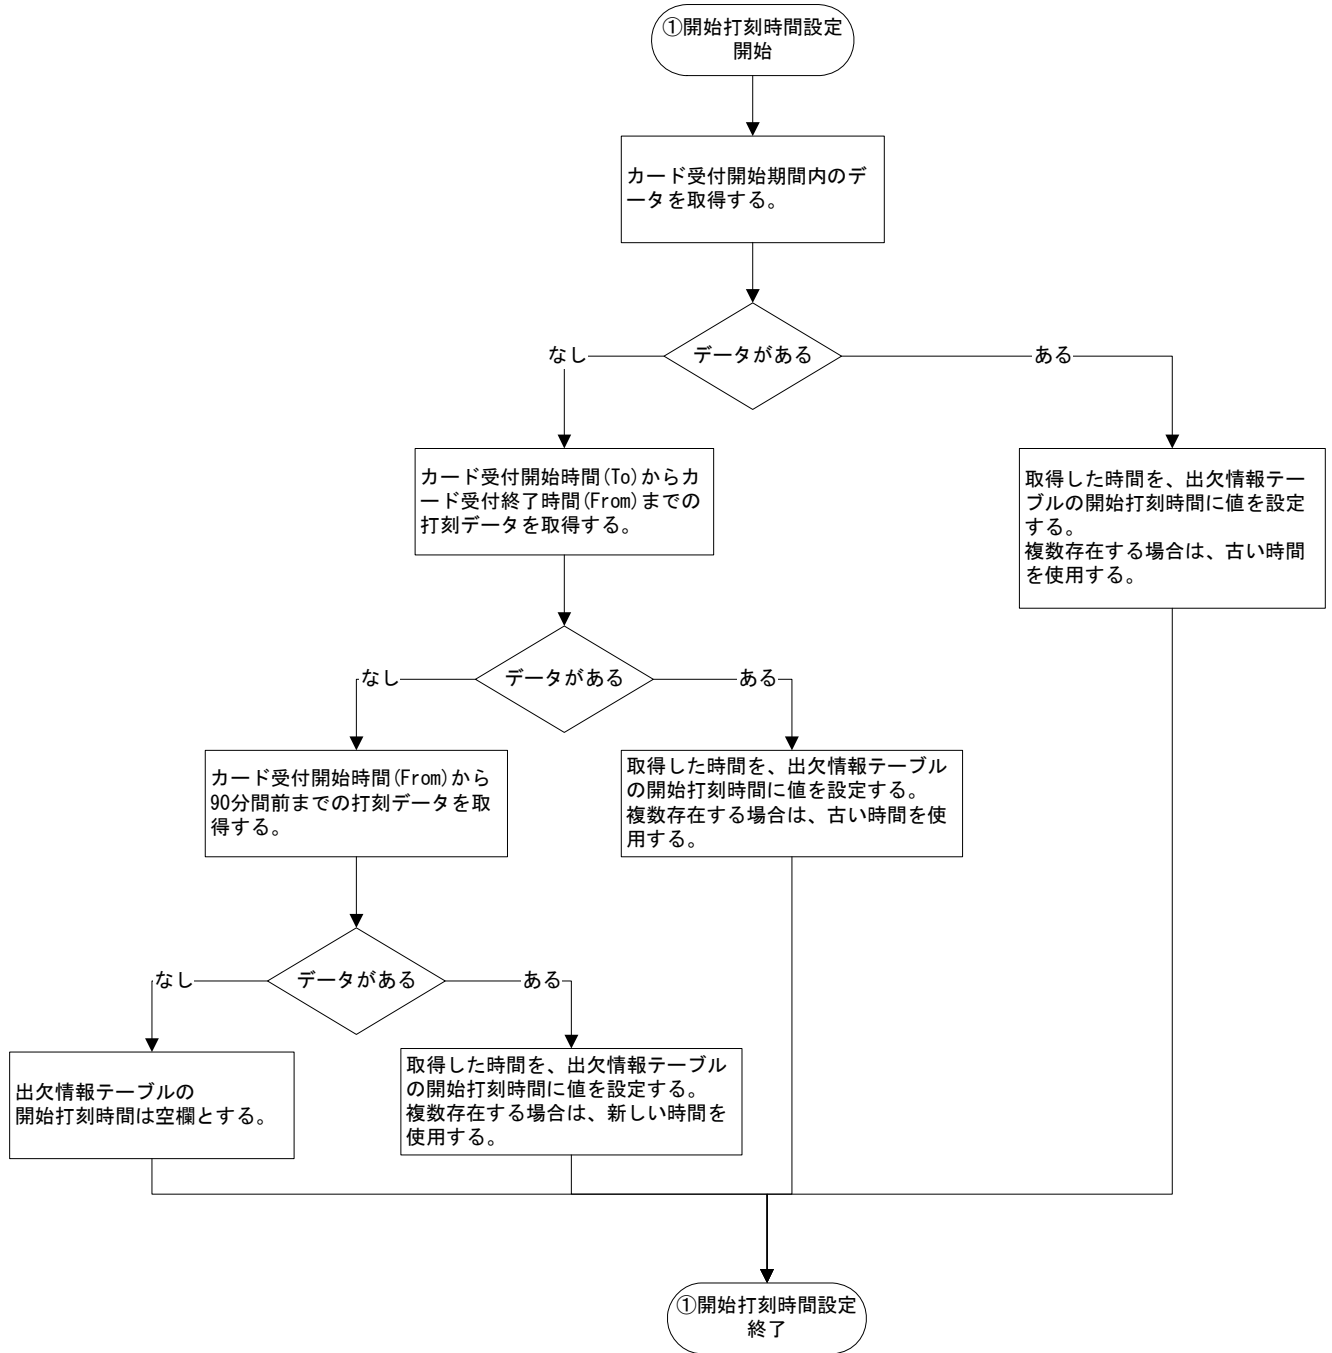 ①開始打刻時間設定
開始
カード受付開始期間内のデ
ータを取得する。
データがある
なし
ある
カード受付開始時間(To)からカ
ード受付終了時間(From)までの
打刻データを取得する。
取得した時間を、出欠情報テー
ブルの開始打刻時間に値を設定
する。
複数存在する場合は、古い時間
を使用する。
データがある
なし
ある
カード受付開始時間(From)から
90分間前までの打刻データを取
得する。
取得した時間を、出欠情報テーブル
の開始打刻時間に値を設定する。
複数存在する場合は、古い時間を使
用する。
データがある
なし
ある
出欠情報テーブルの
開始打刻時間は空欄とする。
取得した時間を、出欠情報テーブル
の開始打刻時間に値を設定する。
複数存在する場合は、新しい時間を
使用する。
①開始打刻時間設定
終了